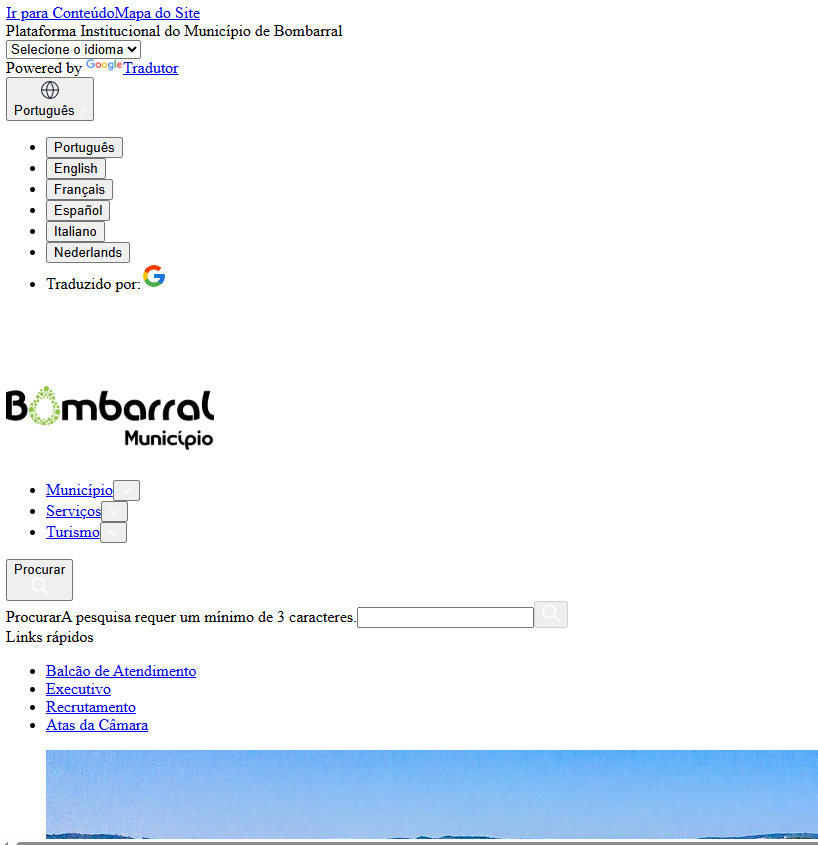 Ir para ConteúdoMapa do Site
Plataforma Institucional do Município de Bombarral
Selecione o idioma
Powered by Google Tradutor
Português
Português
English
Français
Español
Italiano
Nederlands
Traduzido por:
Bombarral
Município
Município
Serviços
Turismo
Procurar
ProcurarA pesquisa requer um mínimo de 3 caracteres.
Links rápidos
Balcão de Atendimento
Executivo
Recrutamento
Atas da Câmara